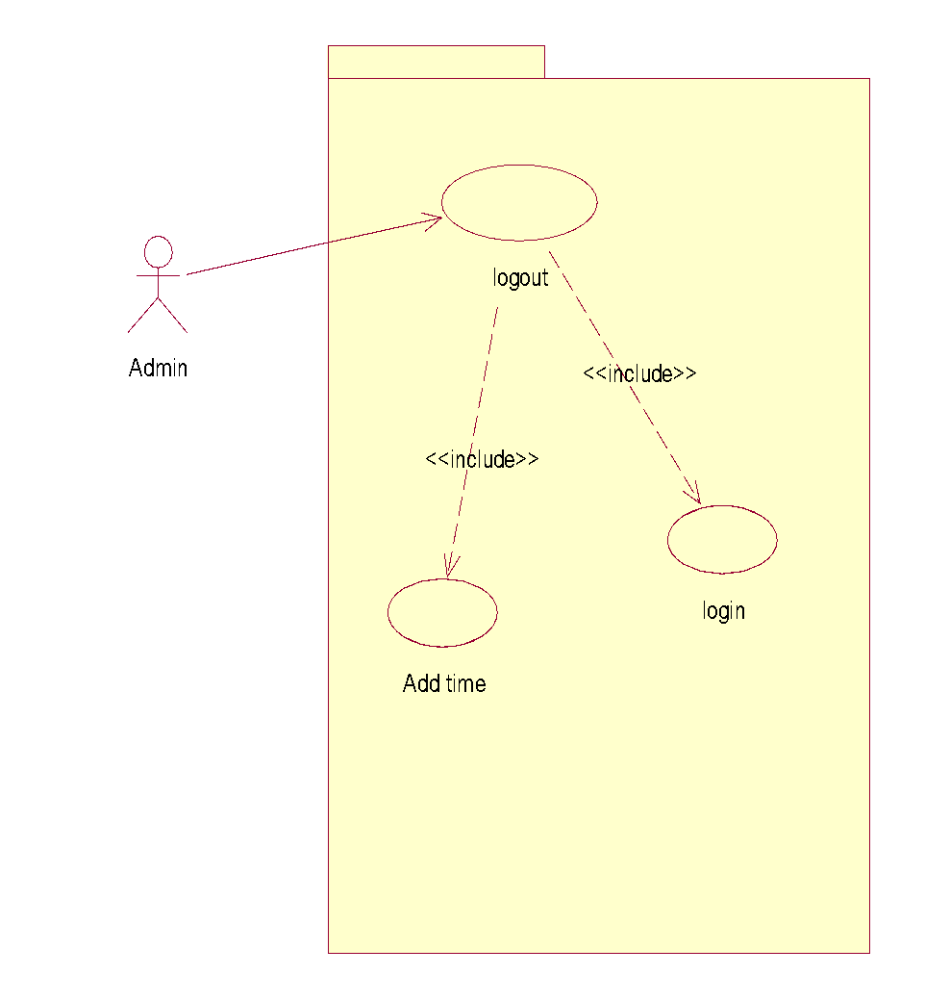 logout
Admin
<<include>>
<<include>>
login
Add time